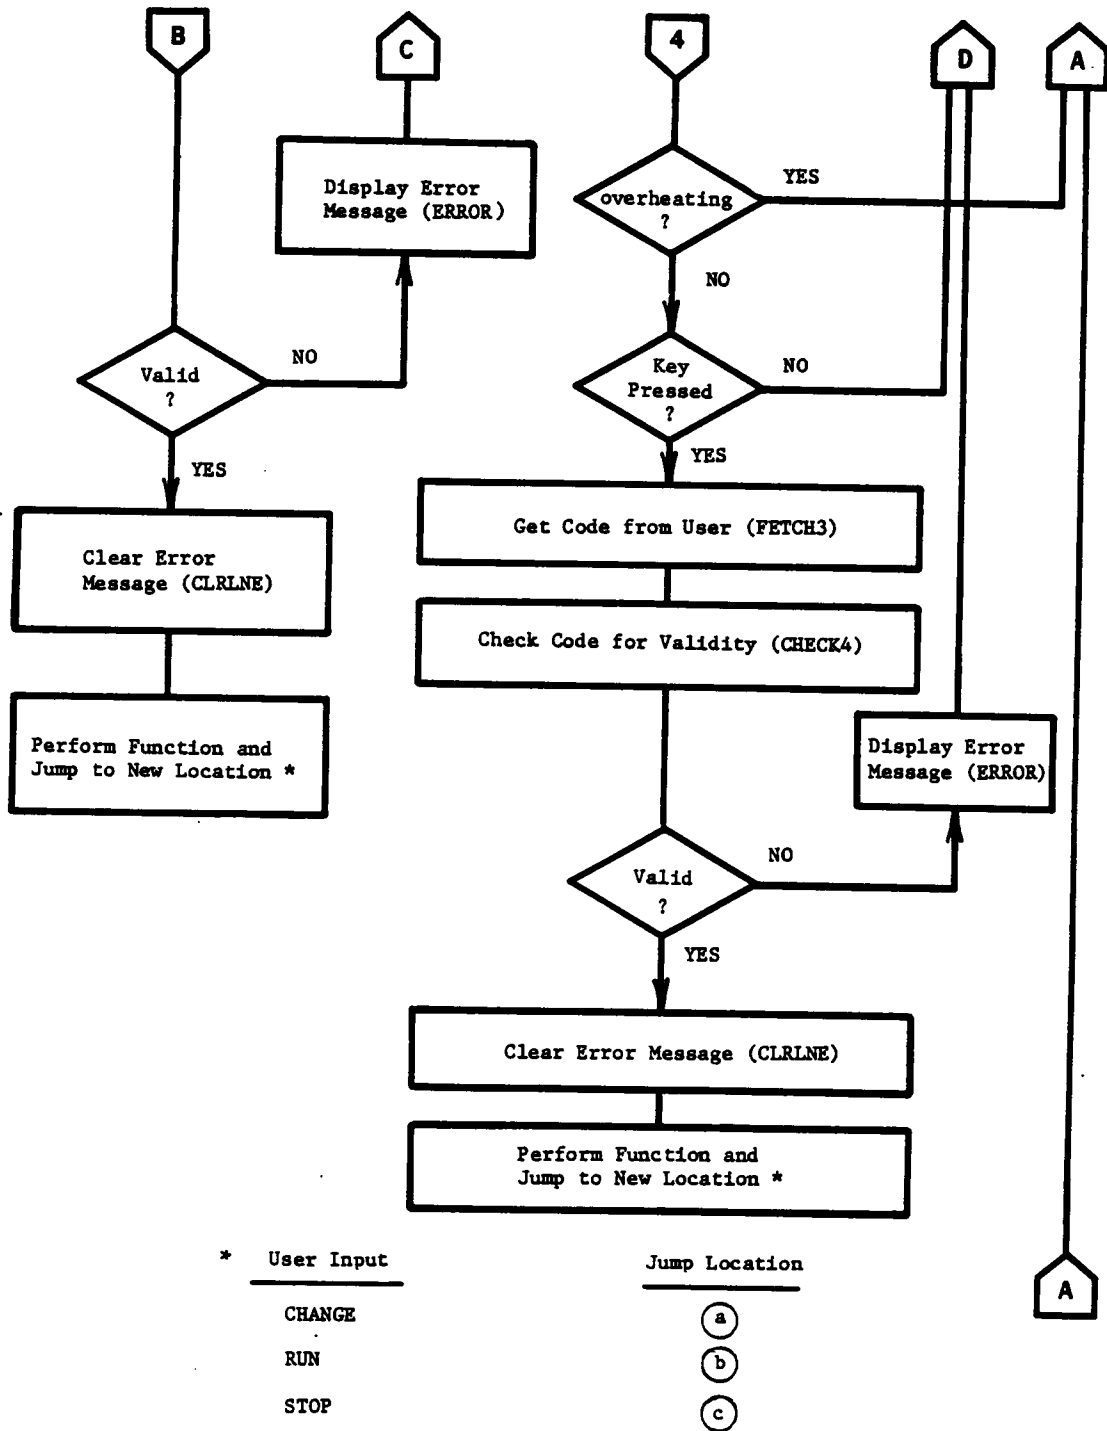 B
C
4
D
A
Display Error
Message (ERROR)
overheating
?
YES
NO
Valid
?
NO
YES
Key
Pressed
?
NO
YES
Clear Error
Message (CLRLNE)
Get Code from User (FETCH3)
Check Code for Validity (CHECK4)
Perform Function and
Jump to New Location *
Display Error
Message (ERROR)
Valid
?
NO
YES
Clear Error Message (CLRLNE)
Perform Function and
Jump to New Location *
* User Input Jump Location
CHANGE a
RUN b
STOP c
A